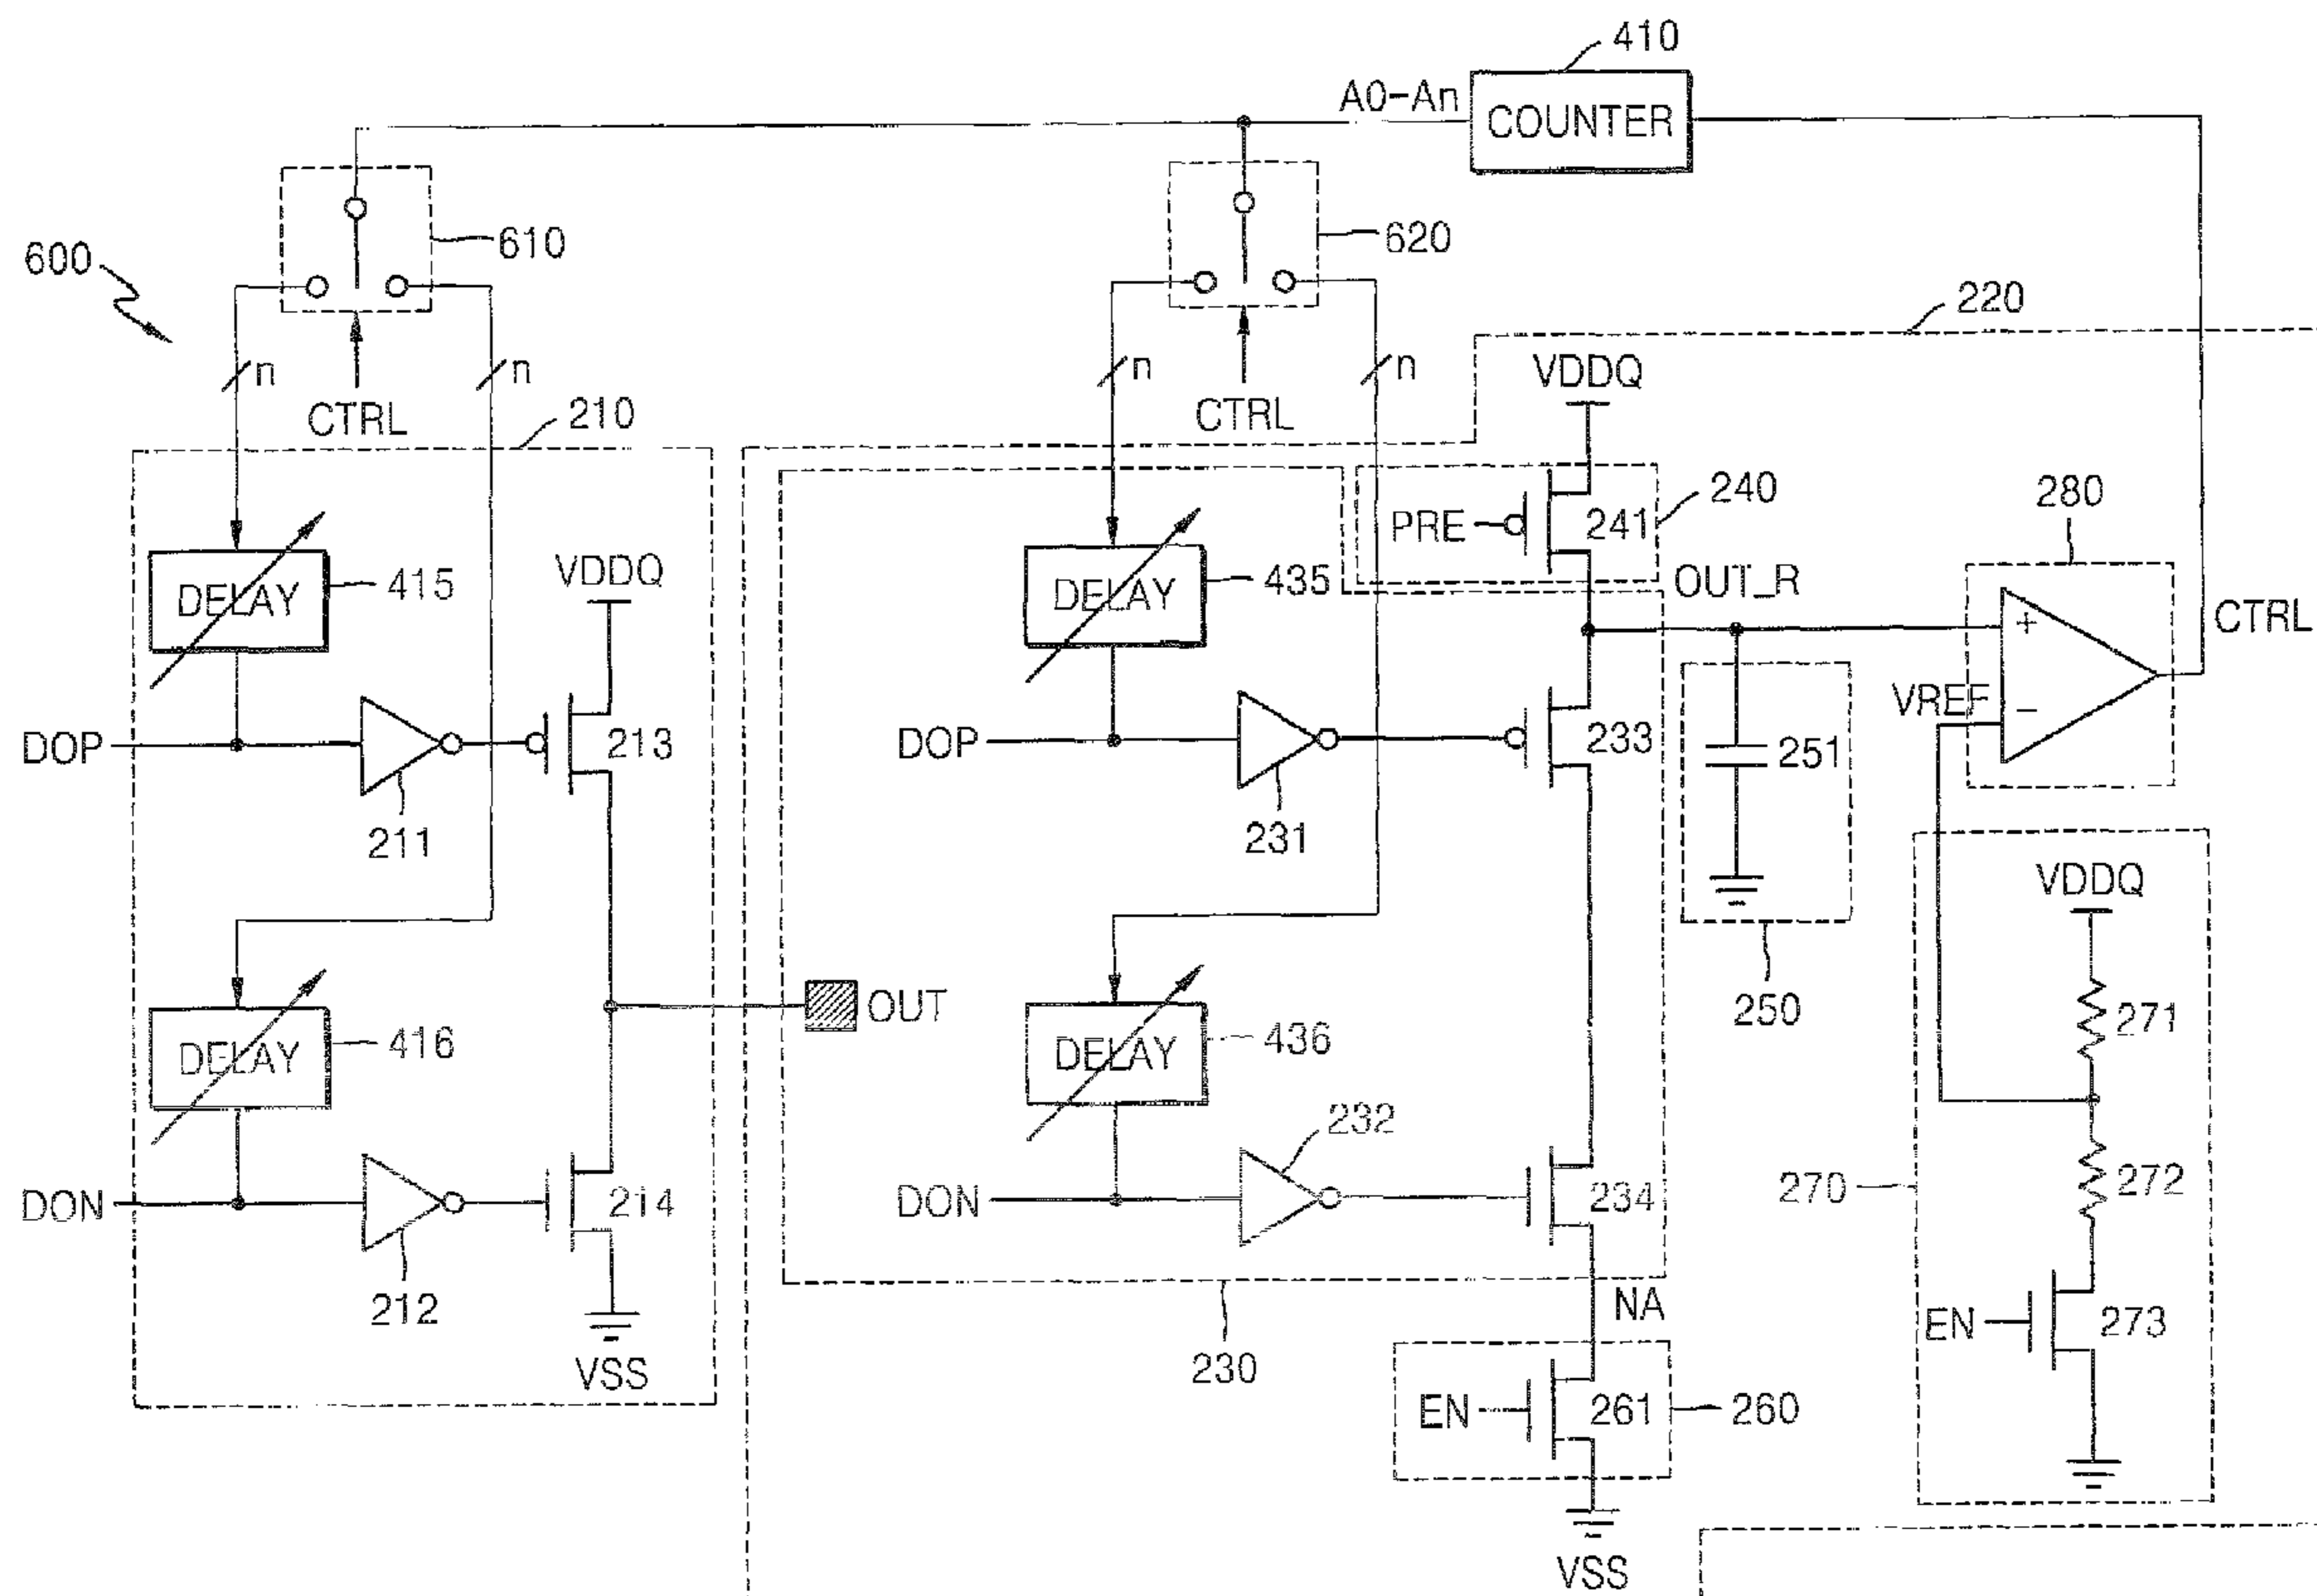 410
A0-An
COUNTER
610
620
600
220
n
n
n
n
VDDQ
CTRL
CTRL
210
240
PRE
241
280
DELAY
415
VDDQ
DELAY
435
OUT_R
CTRL
+
VREF
−
DOP
213
DOP
233
251
211
231
VDDQ
250
OUT
271
DELAY
416
DELAY
436
232
270
272
DON
214
DON
234
212
NA
EN
273
VSS
230
EN
261
260
VSS